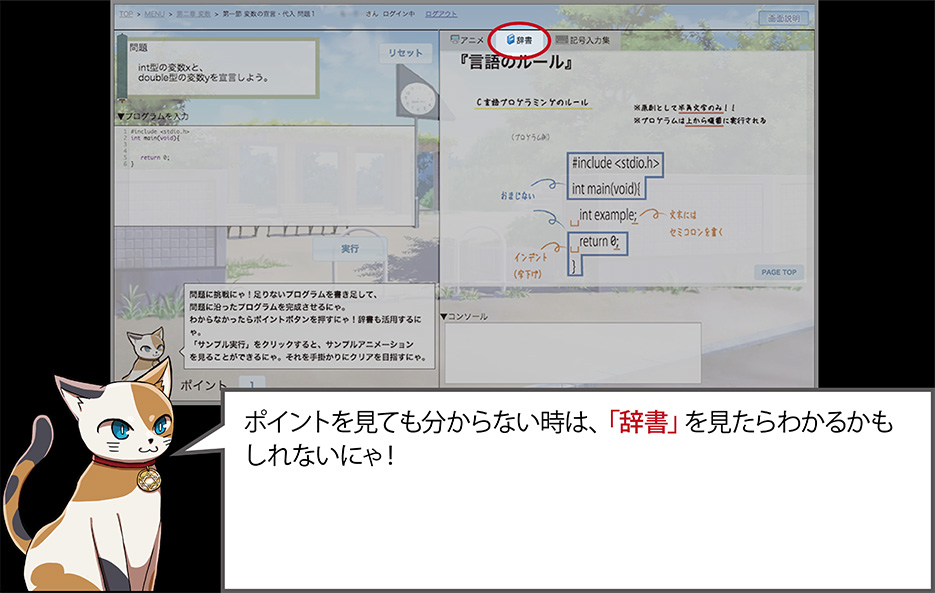 TOP > MENU > 第二章 変数 > 第一節 変数の宣言・代入 問題1
さん ログイン中 ログアウト
画面説明
問題
int型の変数xと、
double型の変数yを宣言しよう。
リセット
▼プログラムを入力
1 #include <stdio.h>
2 int main(void){
3
4
5 return 0;
6 }
実行
問題に挑戦にゃ!足りないプログラムを書き足して、
問題に沿ったプログラムを完成させるにゃ。
わからなかったらポイントボタンを押すにゃ!辞書も活用するに
ゃ。
「サンプル実行」をクリックすると、サンプルアニメーション
を見ることができるにゃ。それを手掛かりにクリアを目指すにゃ。
ポイント 1
アニメ 辞書 記号入力集
『言語のルール』
C言語プログラミングのルール
※原則として半角文字のみ!!
※プログラムは上から順番に実行される
(プログラム例)
#include <stdio.h>
おまじない
int main(void){
int example;
文末には
セミコロンを書く
return 0;
インデント
(字下げ)
}
PAGE TOP
▼コンソール
ポイントを見ても分からない時は、「辞書」を見たらわかるかも
しれないにゃ!